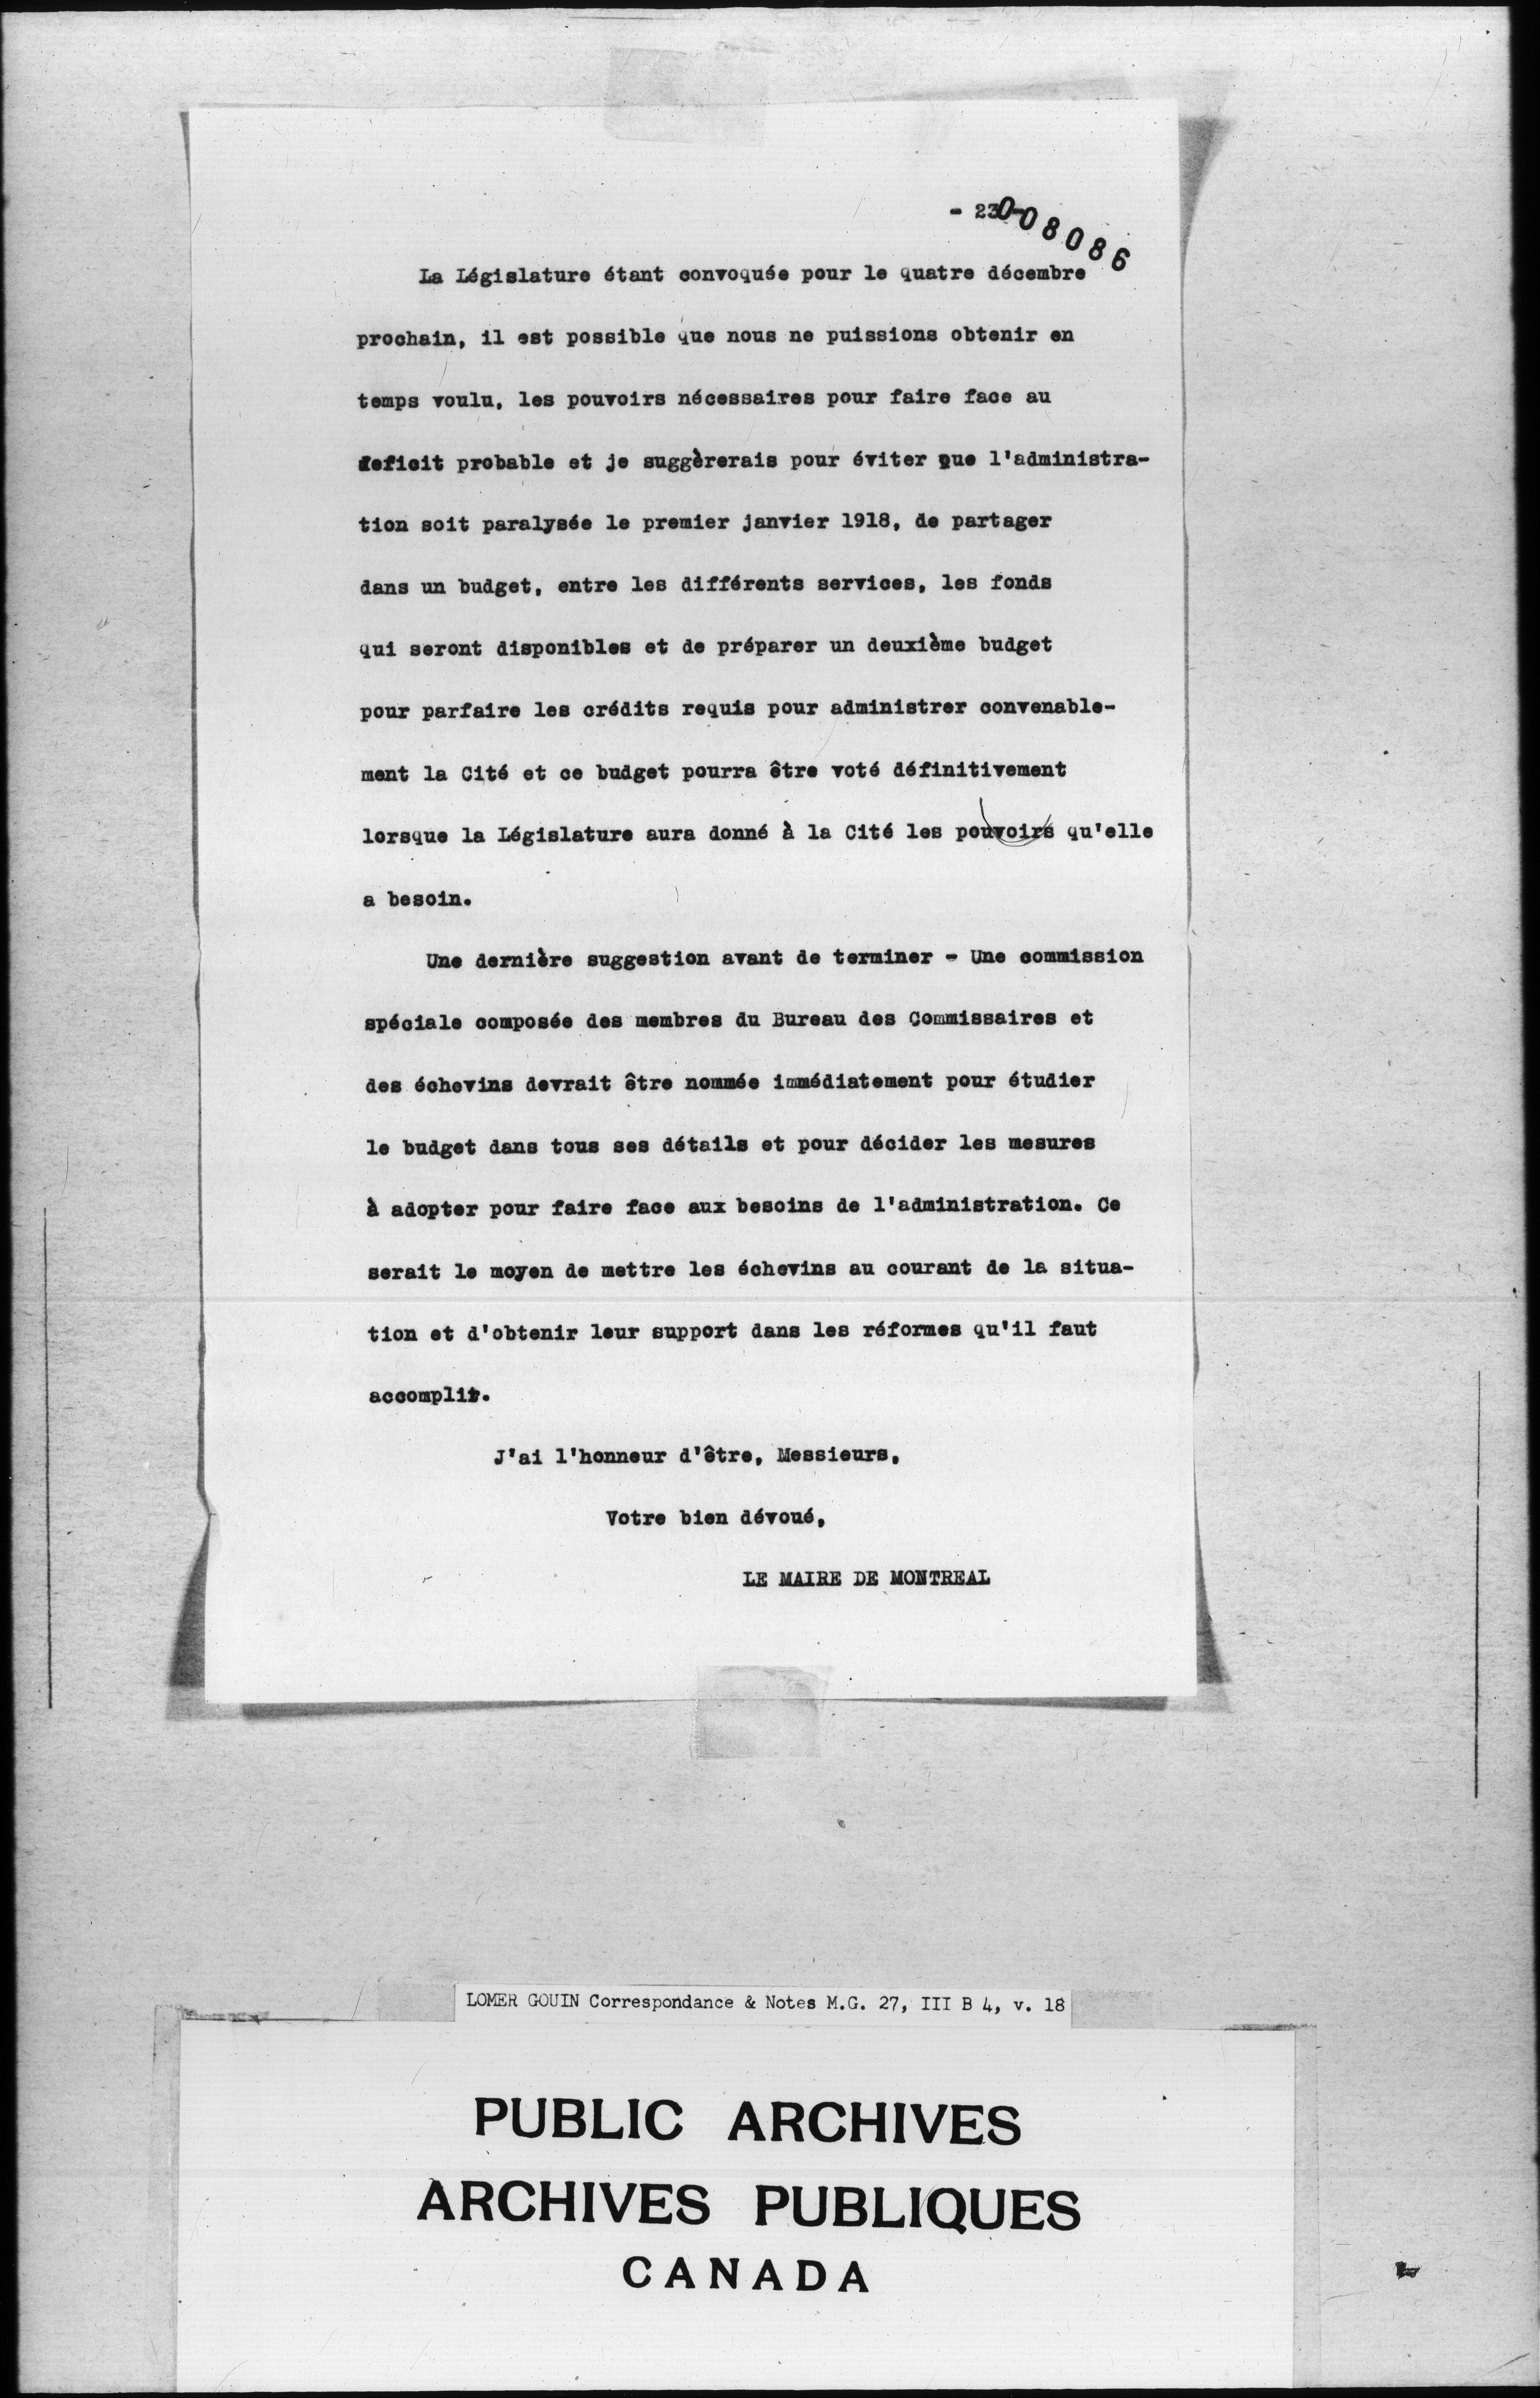 - 23 -
008086
La Législature étant convoquée pour le quatre décembre
prochain, il est possible que nous ne puissions obtenir en
temps voulu, les pouvoirs nécessaires pour faire face au
deficit probable et je suggèrerais pour éviter que l'administra-
tion soit paralysée le premier janvier 1918, de partager
dans un budget, entre les différents services, les fonds
qui seront disponibles et de préparer un deuxième budget
pour parfaire les crédits requis pour administrer convenable-
ment la Cité et ce budget pourra être voté définitivement
lorsque la Législature aura donné à la Cité les pouvoirs qu'elle
a besoin.
Une dernière suggestion avant de terminer - Une commission
spéciale composée des membres du Bureau des Commissaires et
des échevins devrait être nommée immédiatement pour étudier
le budget dans tous ses détails et pour décider les mesures
à adopter pour faire face aux besoins de l'administration. Ce
serait le moyen de mettre les échevins au courant de la situa-
tion et d'obtenir leur support dans les réformes qu'il faut
accomplir.
J'ai l'honneur d'être, Messieurs,
Votre bien dévoué,
LE MAIRE DE MONTREAL
LOMER GOUIN Correspondance & Notes M.G. 27, III B 4, v. 18
PUBLIC ARCHIVES
ARCHIVES PUBLIQUES
CANADA